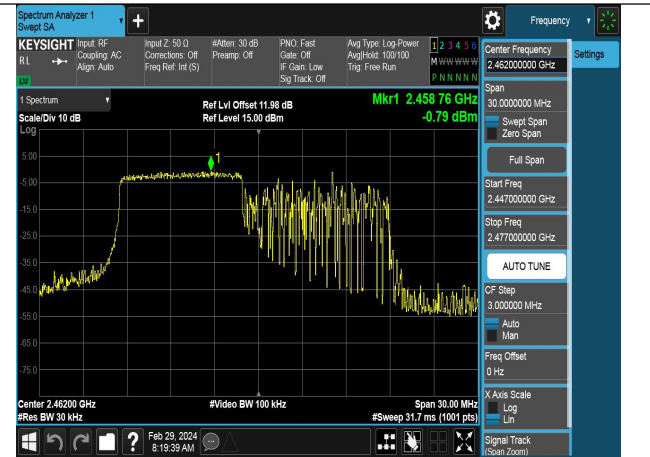 Spectrum Analyzer 1
Swept SA
+
Frequency
KEYSIGHT
RL
Input: RF
Coupling: AC
Align: Auto
Input Z: 50 Ω
Corrections: Off
Freq Ref: Int (S)
#Atten: 30 dB
Preamp: Off
PNO: Fast
Gate: Off
IF Gain: Low
Sig Track: Off
Avg Type: Log-Power
Avg|Hold: 100/100
Trig: Free Run
1 2 3 4 5 6
M W W W W W
P N N N N N
1 Spectrum
Scale/Div 10 dB
Log
Ref Lvl Offset 11.98 dB
Ref Level 15.00 dBm
Mkr1 2.458 76 GHz
-0.79 dBm
1
5.00
-5.00
-15.0
-25.0
-35.0
-45.0
-55.0
-65.0
-75.0
Center 2.46200 GHz
#Res BW 30 kHz
#Video BW 100 kHz
Span 30.00 MHz
#Sweep 31.7 ms (1001 pts)
Center Frequency
2.462000000 GHz
Settings
Span
30.0000000 MHz
Swept Span
Zero Span
Full Span
Start Freq
2.447000000 GHz
Stop Freq
2.477000000 GHz
AUTO TUNE
CF Step
3.000000 MHz
Auto
Man
Freq Offset
0 Hz
X Axis Scale
Log
Lin
Signal Track
(Span Zoom)
?
Feb 29, 2024
8:19:39 AM